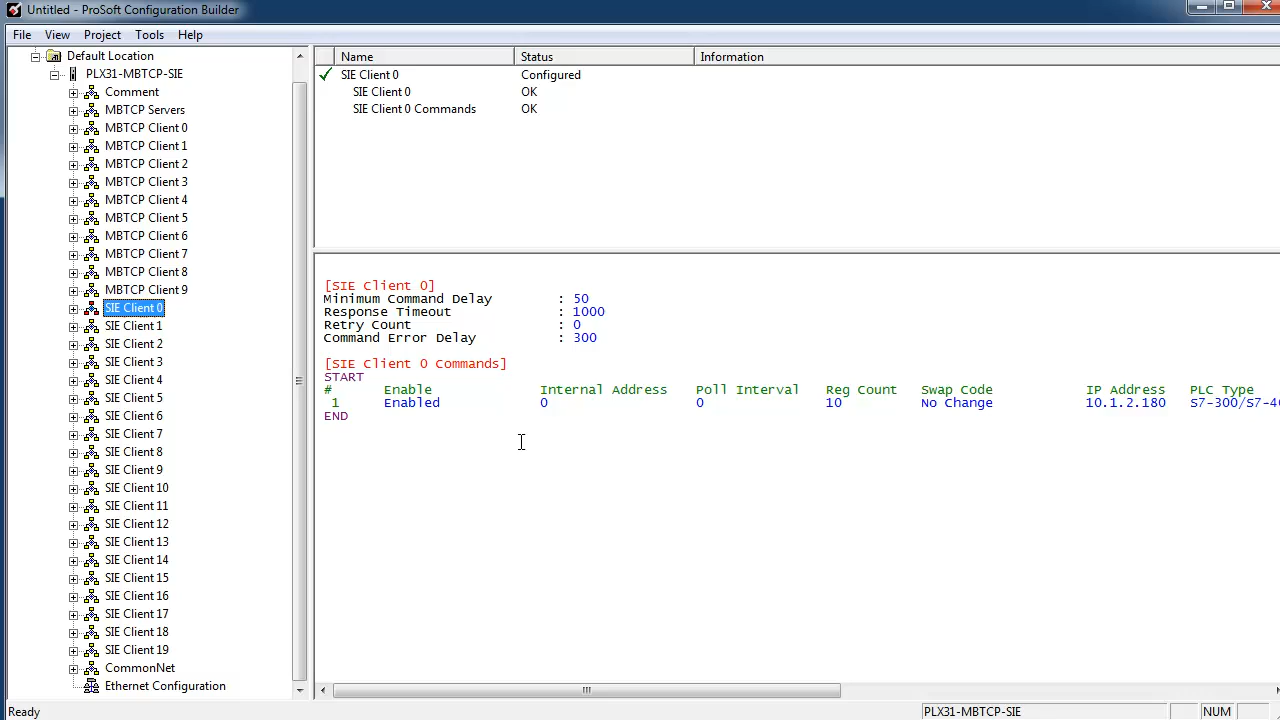 Untitled - ProSoft Configuration Builder
File View Project Tools Help
Default Location
PLX31-MBTCP-SIE
Comment
MBTCP Servers
MBTCP Client 0
MBTCP Client 1
MBTCP Client 2
MBTCP Client 3
MBTCP Client 4
MBTCP Client 5
MBTCP Client 6
MBTCP Client 7
MBTCP Client 8
MBTCP Client 9
SIE Client 0
SIE Client 1
SIE Client 2
SIE Client 3
SIE Client 4
SIE Client 5
SIE Client 6
SIE Client 7
SIE Client 8
SIE Client 9
SIE Client 10
SIE Client 11
SIE Client 12
SIE Client 13
SIE Client 14
SIE Client 15
SIE Client 16
SIE Client 17
SIE Client 18
SIE Client 19
CommonNet
Ethernet Configuration
Name Status Information
SIE Client 0 Configured
SIE Client 0 OK
SIE Client 0 Commands OK
[SIE Client 0]
Minimum Command Delay : 50
Response Timeout : 1000
Retry Count : 0
Command Error Delay : 300
[SIE Client 0 Commands]
START
# Enable Internal Address Poll Interval Reg Count Swap Code IP Address PLC Type
1 Enabled 0 0 10 No Change 10.1.2.180 S7-300/S7-4
END
Ready PLX31-MBTCP-SIE NUM